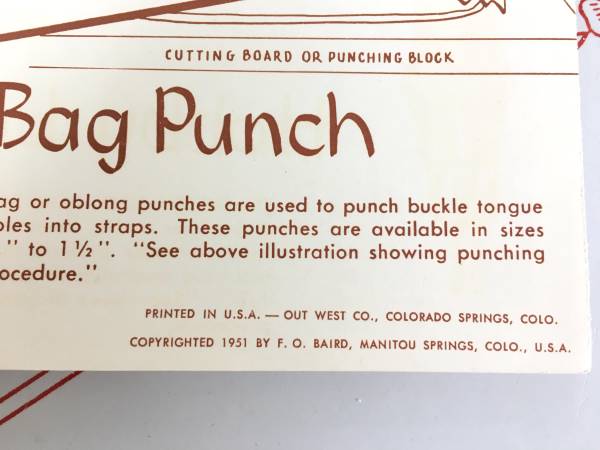 CUTTING BOARD OR PUNCHING BLOCK
Bag Punch
ag or oblong punches are used to punch buckle tongue
oles into straps. These punches are available in sizes
" to 1½". "See above illustration showing punching
ocedure."
PRINTED IN U.S.A. — OUT WEST CO., COLORADO SPRINGS, COLO.
COPYRIGHTED 1951 BY F. O. BAIRD, MANITOU SPRINGS, COLO., U.S.A.